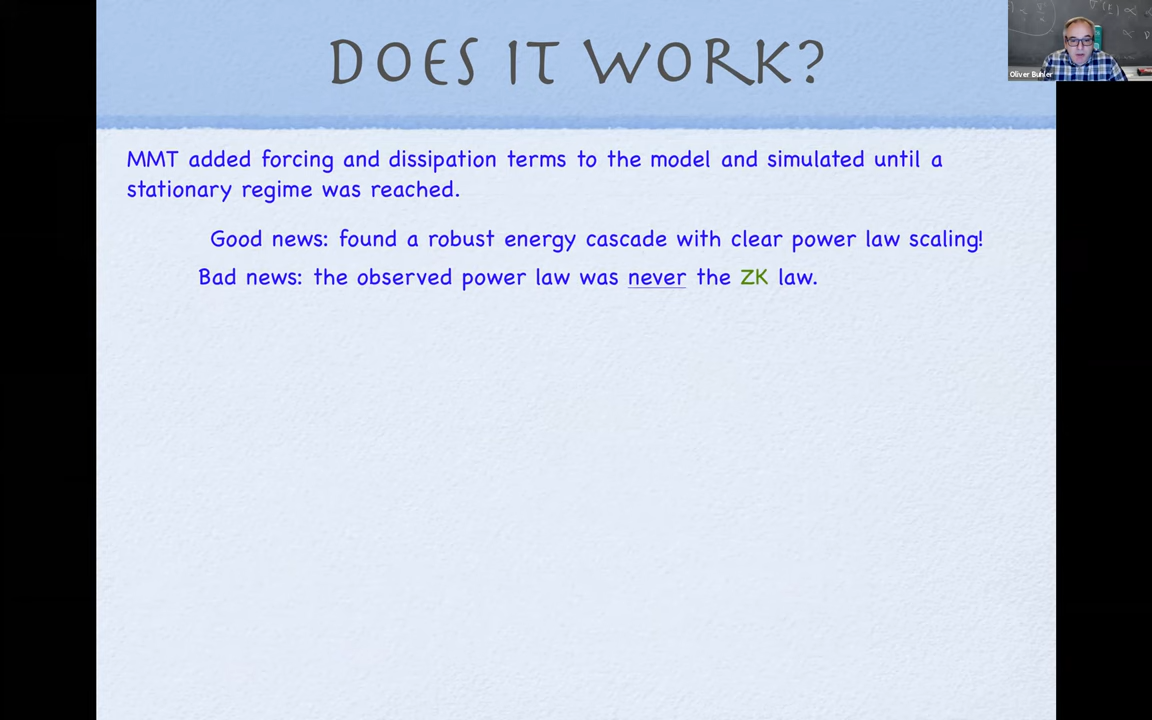 DOES IT WORK?
Oliver Buhler
MMT added forcing and dissipation terms to the model and simulated until a
stationary regime was reached.
Good news: found a robust energy cascade with clear power law scaling!
Bad news: the observed power law was never the ZK law.